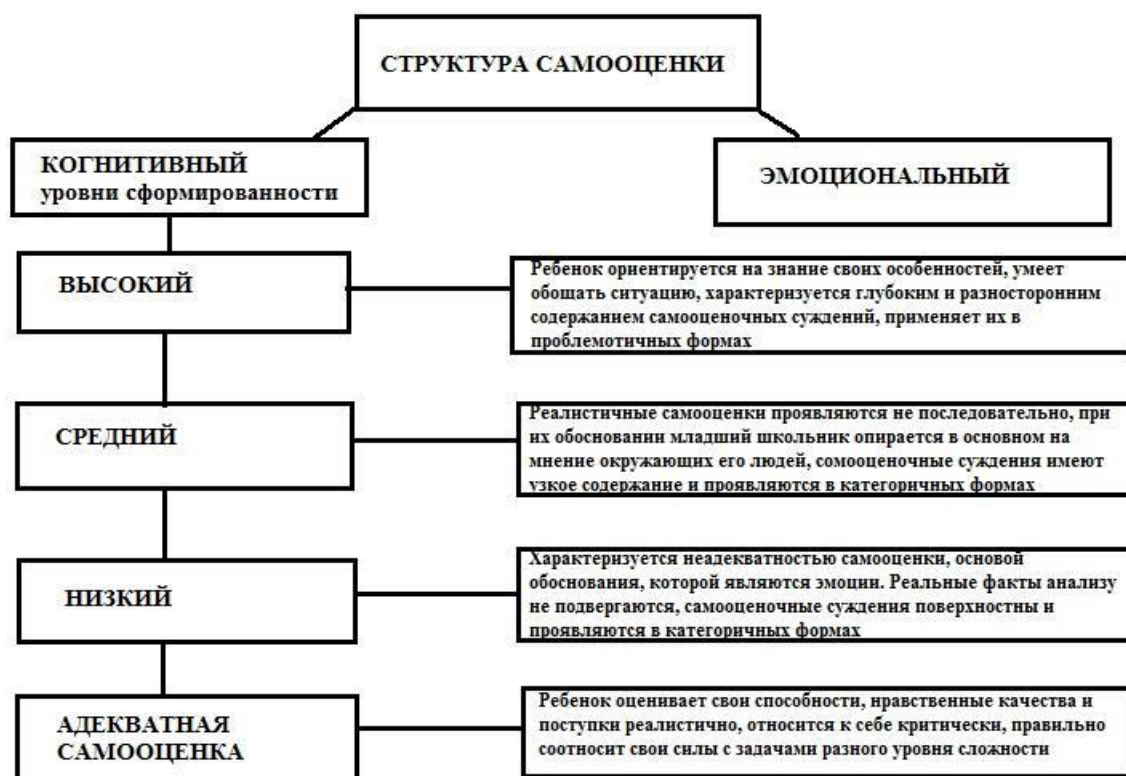 СТРУКТУРА САМООЦЕНКИ
КОГНИТИВНЫЙ
уровни сформированности
ЭМОЦИОНАЛЬНЫЙ
ВЫСОКИЙ
Ребенок ориентируется на знание своих особенностей, умеет
обощать ситуацию, характеризуется глубоким и разносторонним
содержанием самооценочных суждений, применяет их в
проблемотичных формах
СРЕДНИЙ
Реалистичные самооценки проявляются не последовательно, при
их обосновании младший школьник опирается в основном на
мнение окружающих его людей, сомооценочные суждения имеют
узкое содержание и проявляются в категоричных формах
НИЗКИЙ
Характеризуется неадекватностью самооценки, основой
обоснования, которой являются эмоции. Реальные факты анализу
не подвергаются, самооценочные суждения поверхностны и
проявляются в категоричных формах
АДЕКВАТНАЯ
САМООЦЕНКА
Ребенок оценивает свои способности, нравственные качества и
поступки реалистично, относится к себе критически, правильно
соотносит свои силы с задачами разного уровня сложности